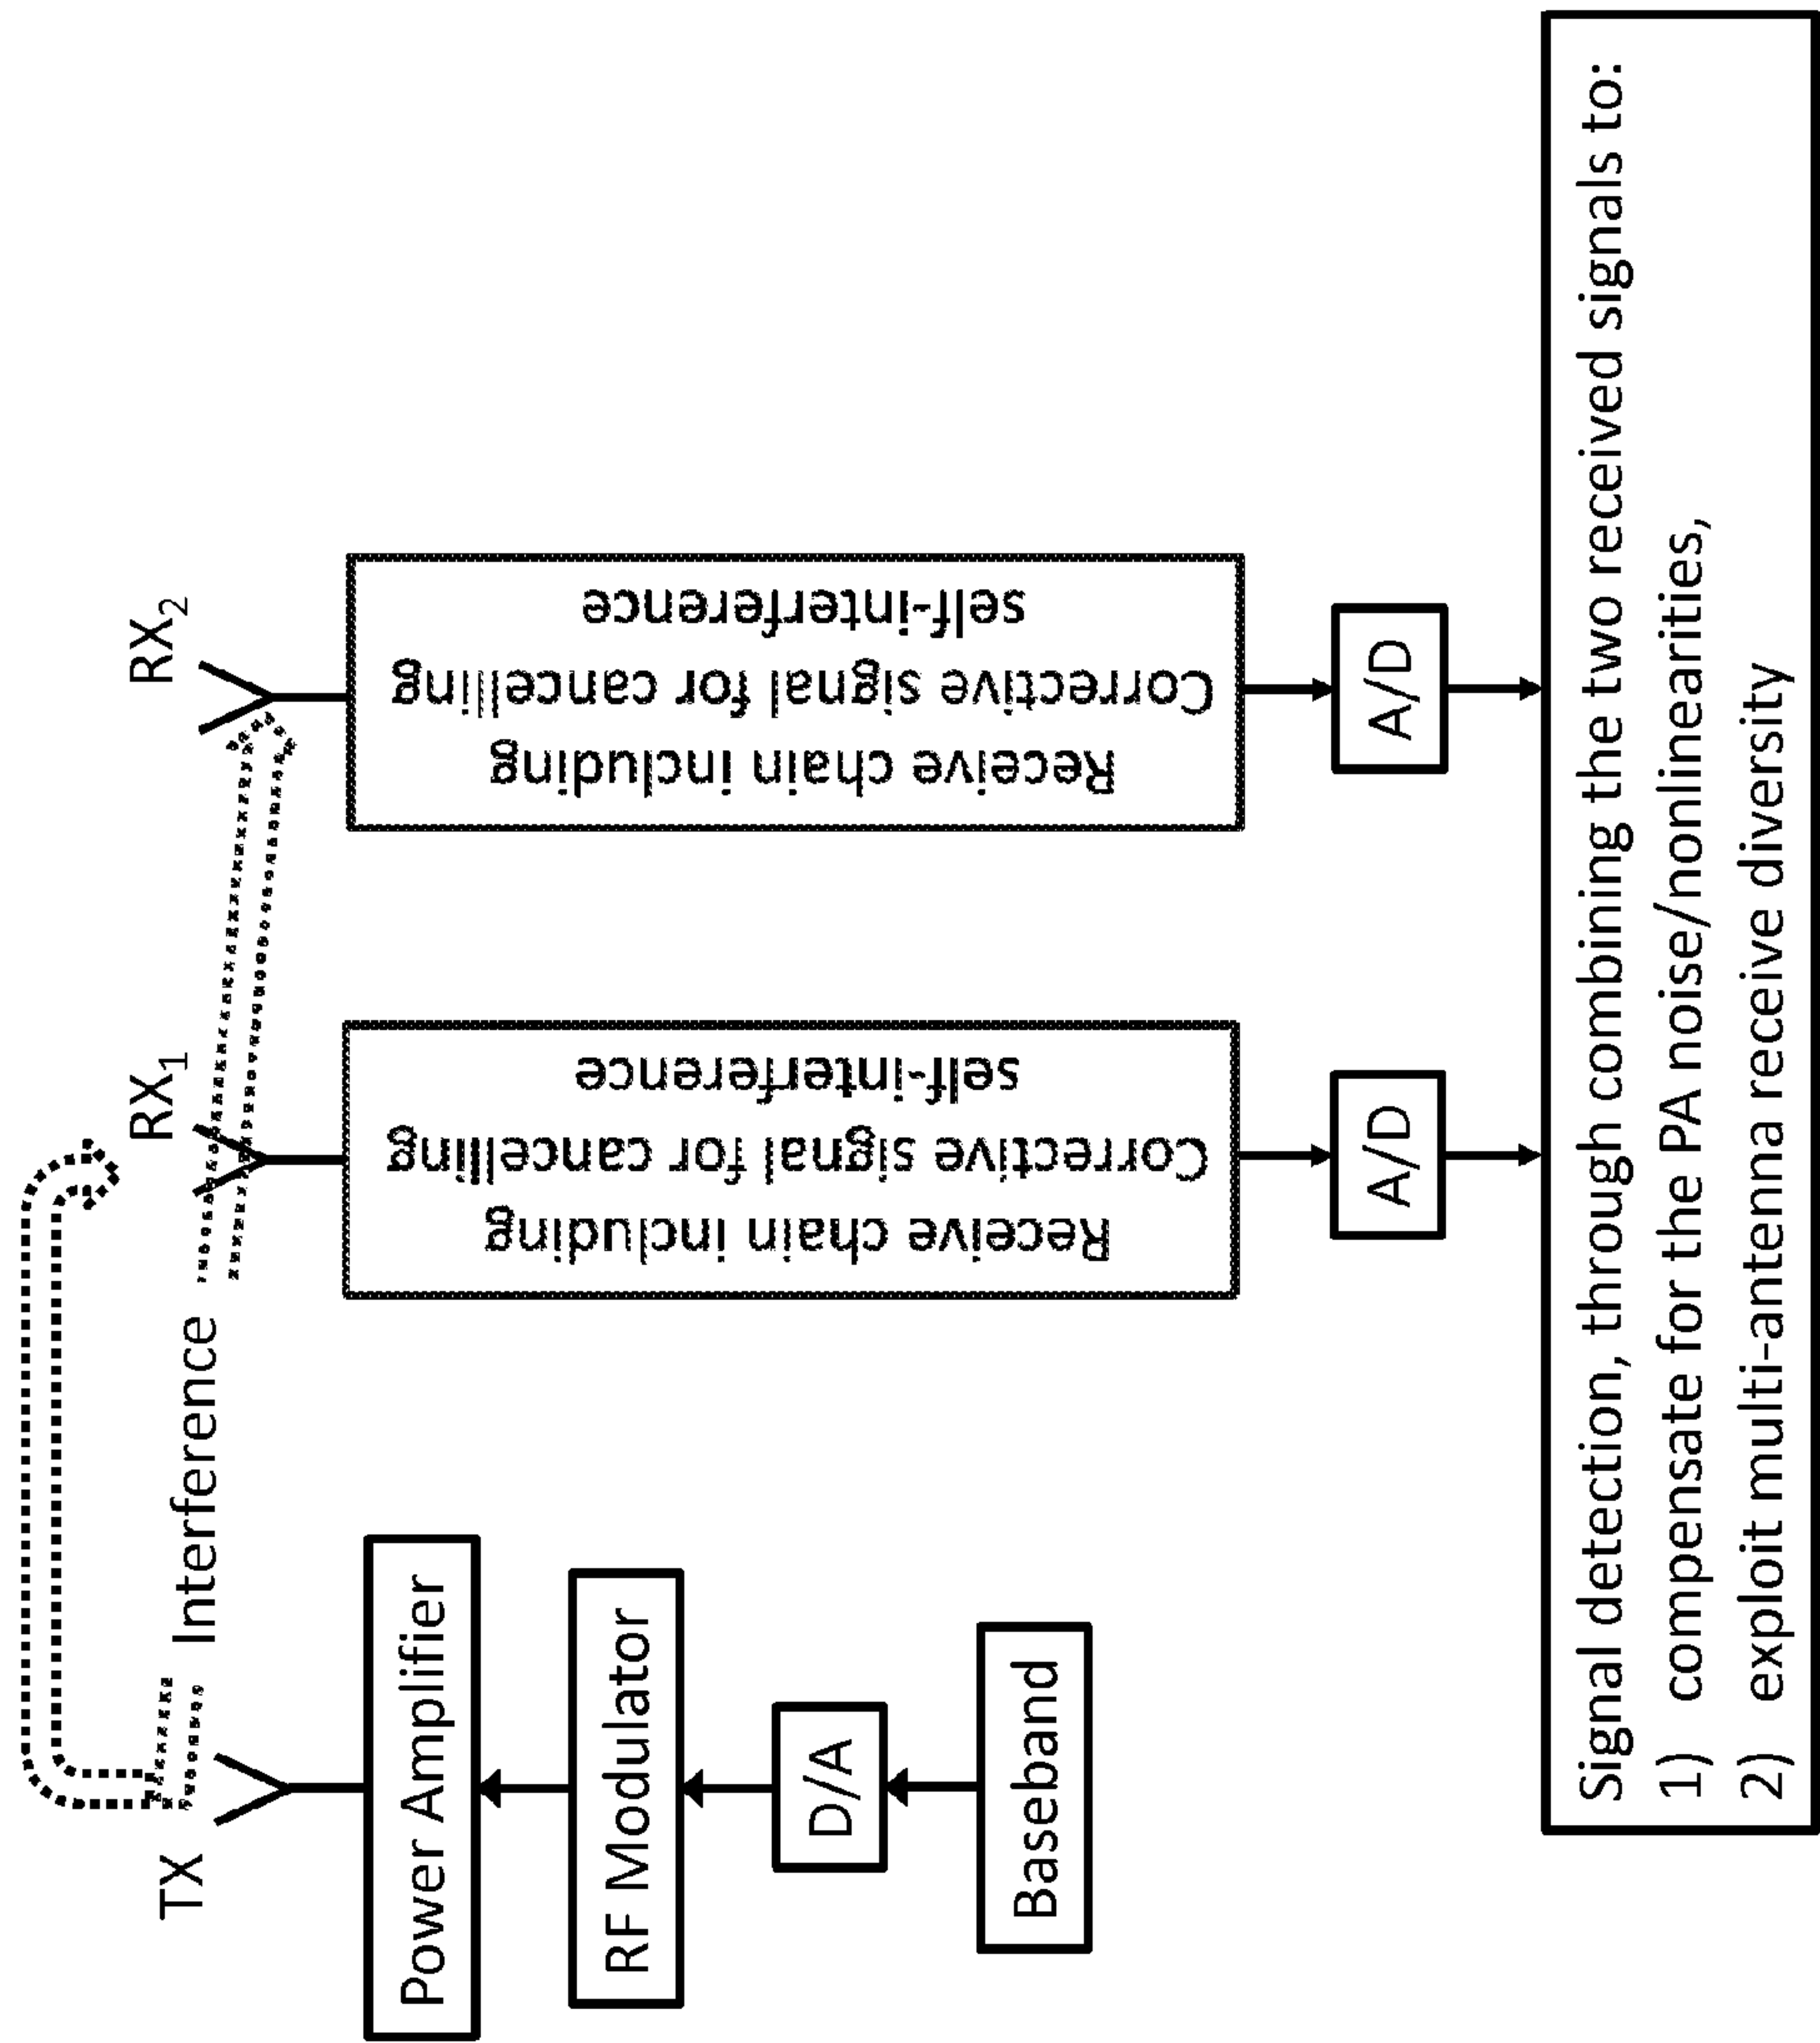 TX
Interference
RX1
RX2
Power Amplifier
RF Modulator
D/A
Baseband
Receive chain including
Corrective signal for cancelling
self-interference
A/D
Receive chain including
Corrective signal for cancelling
self-interference
A/D
Signal detection, through combining the two received signals to:
1) compensate for the PA noise/nonlinearities,
2) exploit multi-antenna receive diversity